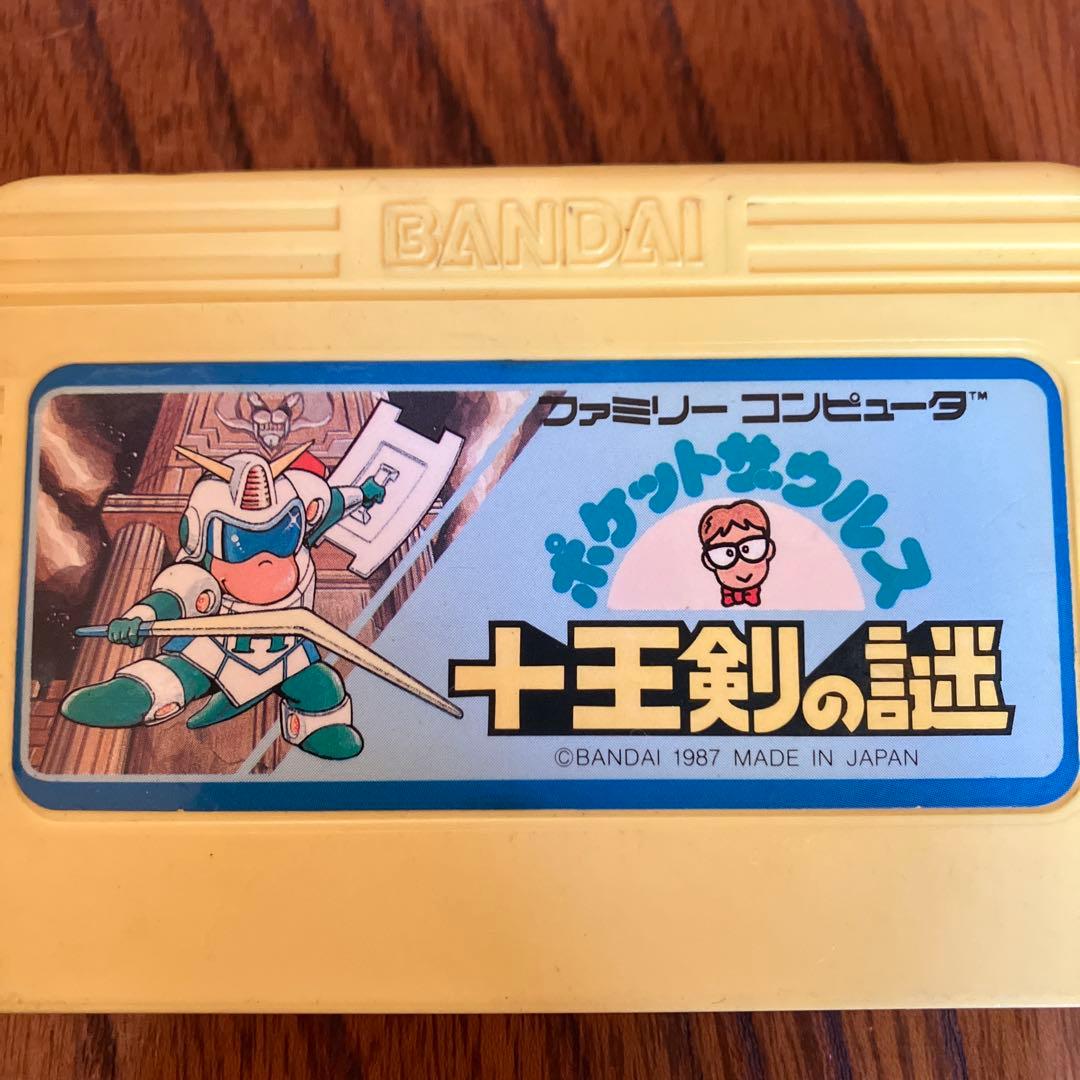 BANDAI
ファミリー コンピュータ™
ポケットザウルス
十王剣の謎
©BANDAI 1987 MADE IN JAPAN